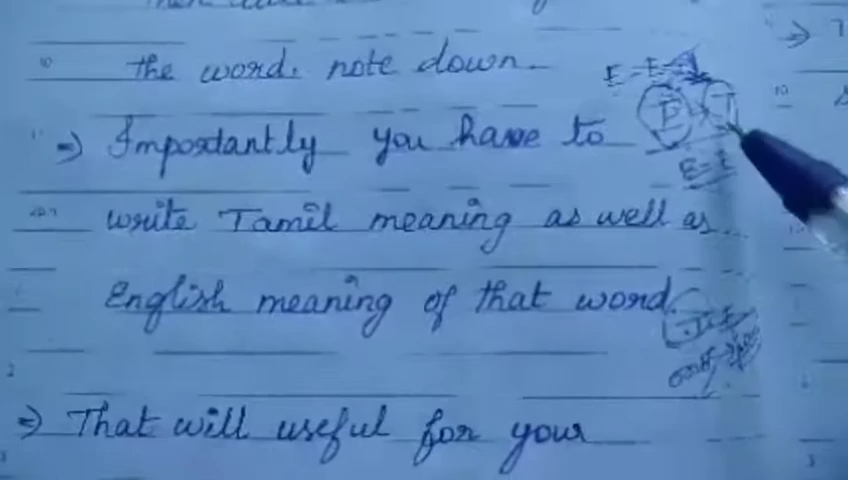 the word. note down.
E - E
=> Importantly you have to E T
E - E
write Tamil meaning as well as
English meaning of that word.
=> That will useful for your